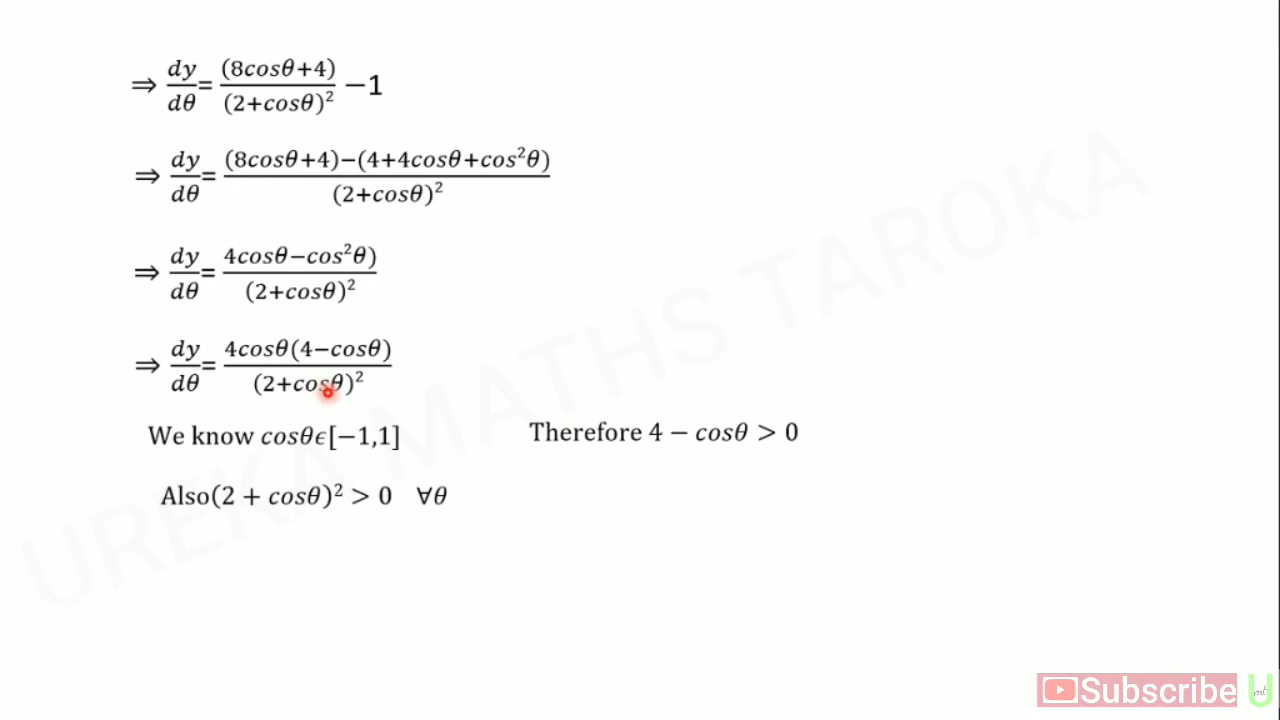 ⇒ dy/dθ = (8cosθ+4)/(2+cosθ)² −1
⇒ dy/dθ = (8cosθ+4)−(4+4cosθ+cos²θ)/(2+cosθ)²
⇒ dy/dθ = 4cosθ−cos²θ)/(2+cosθ)²
⇒ dy/dθ = 4cosθ(4−cosθ)/(2+cosθ)²
We know cosθϵ[−1,1]
Therefore 4 − cosθ > 0
Also(2 + cosθ)² > 0 ∀θ
UREKA MATHS TAROKA
Subscribe
U
mt